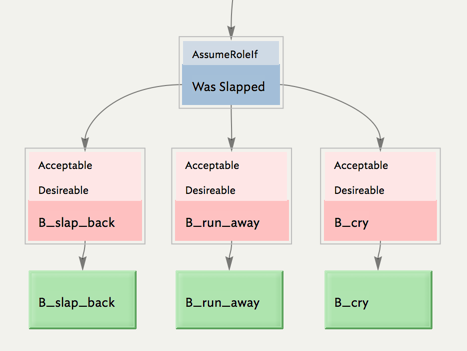 AssumeRoleIf
Was Slapped
Acceptable
Desireable
B_slap_back
Acceptable
Desireable
B_run_away
Acceptable
Desireable
B_cry
B_slap_back
B_run_away
B_cry